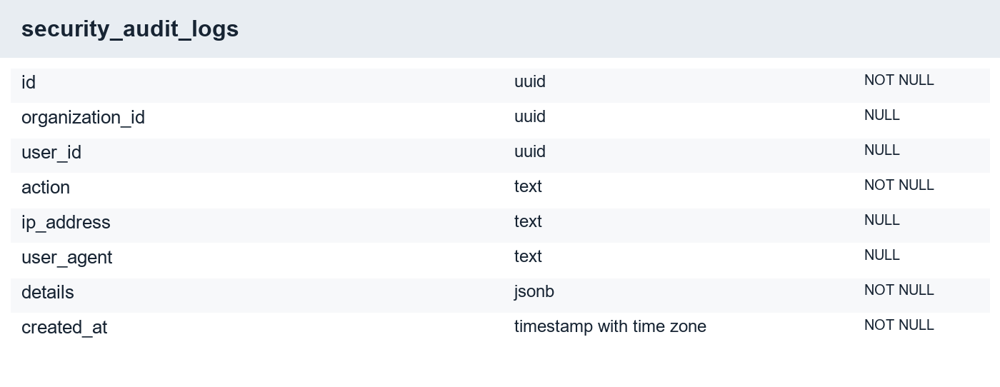 security_audit_logs
id uuid NOT NULL
organization_id uuid NULL
user_id uuid NULL
action text NOT NULL
ip_address text NULL
user_agent text NULL
details jsonb NOT NULL
created_at timestamp with time zone NOT NULL